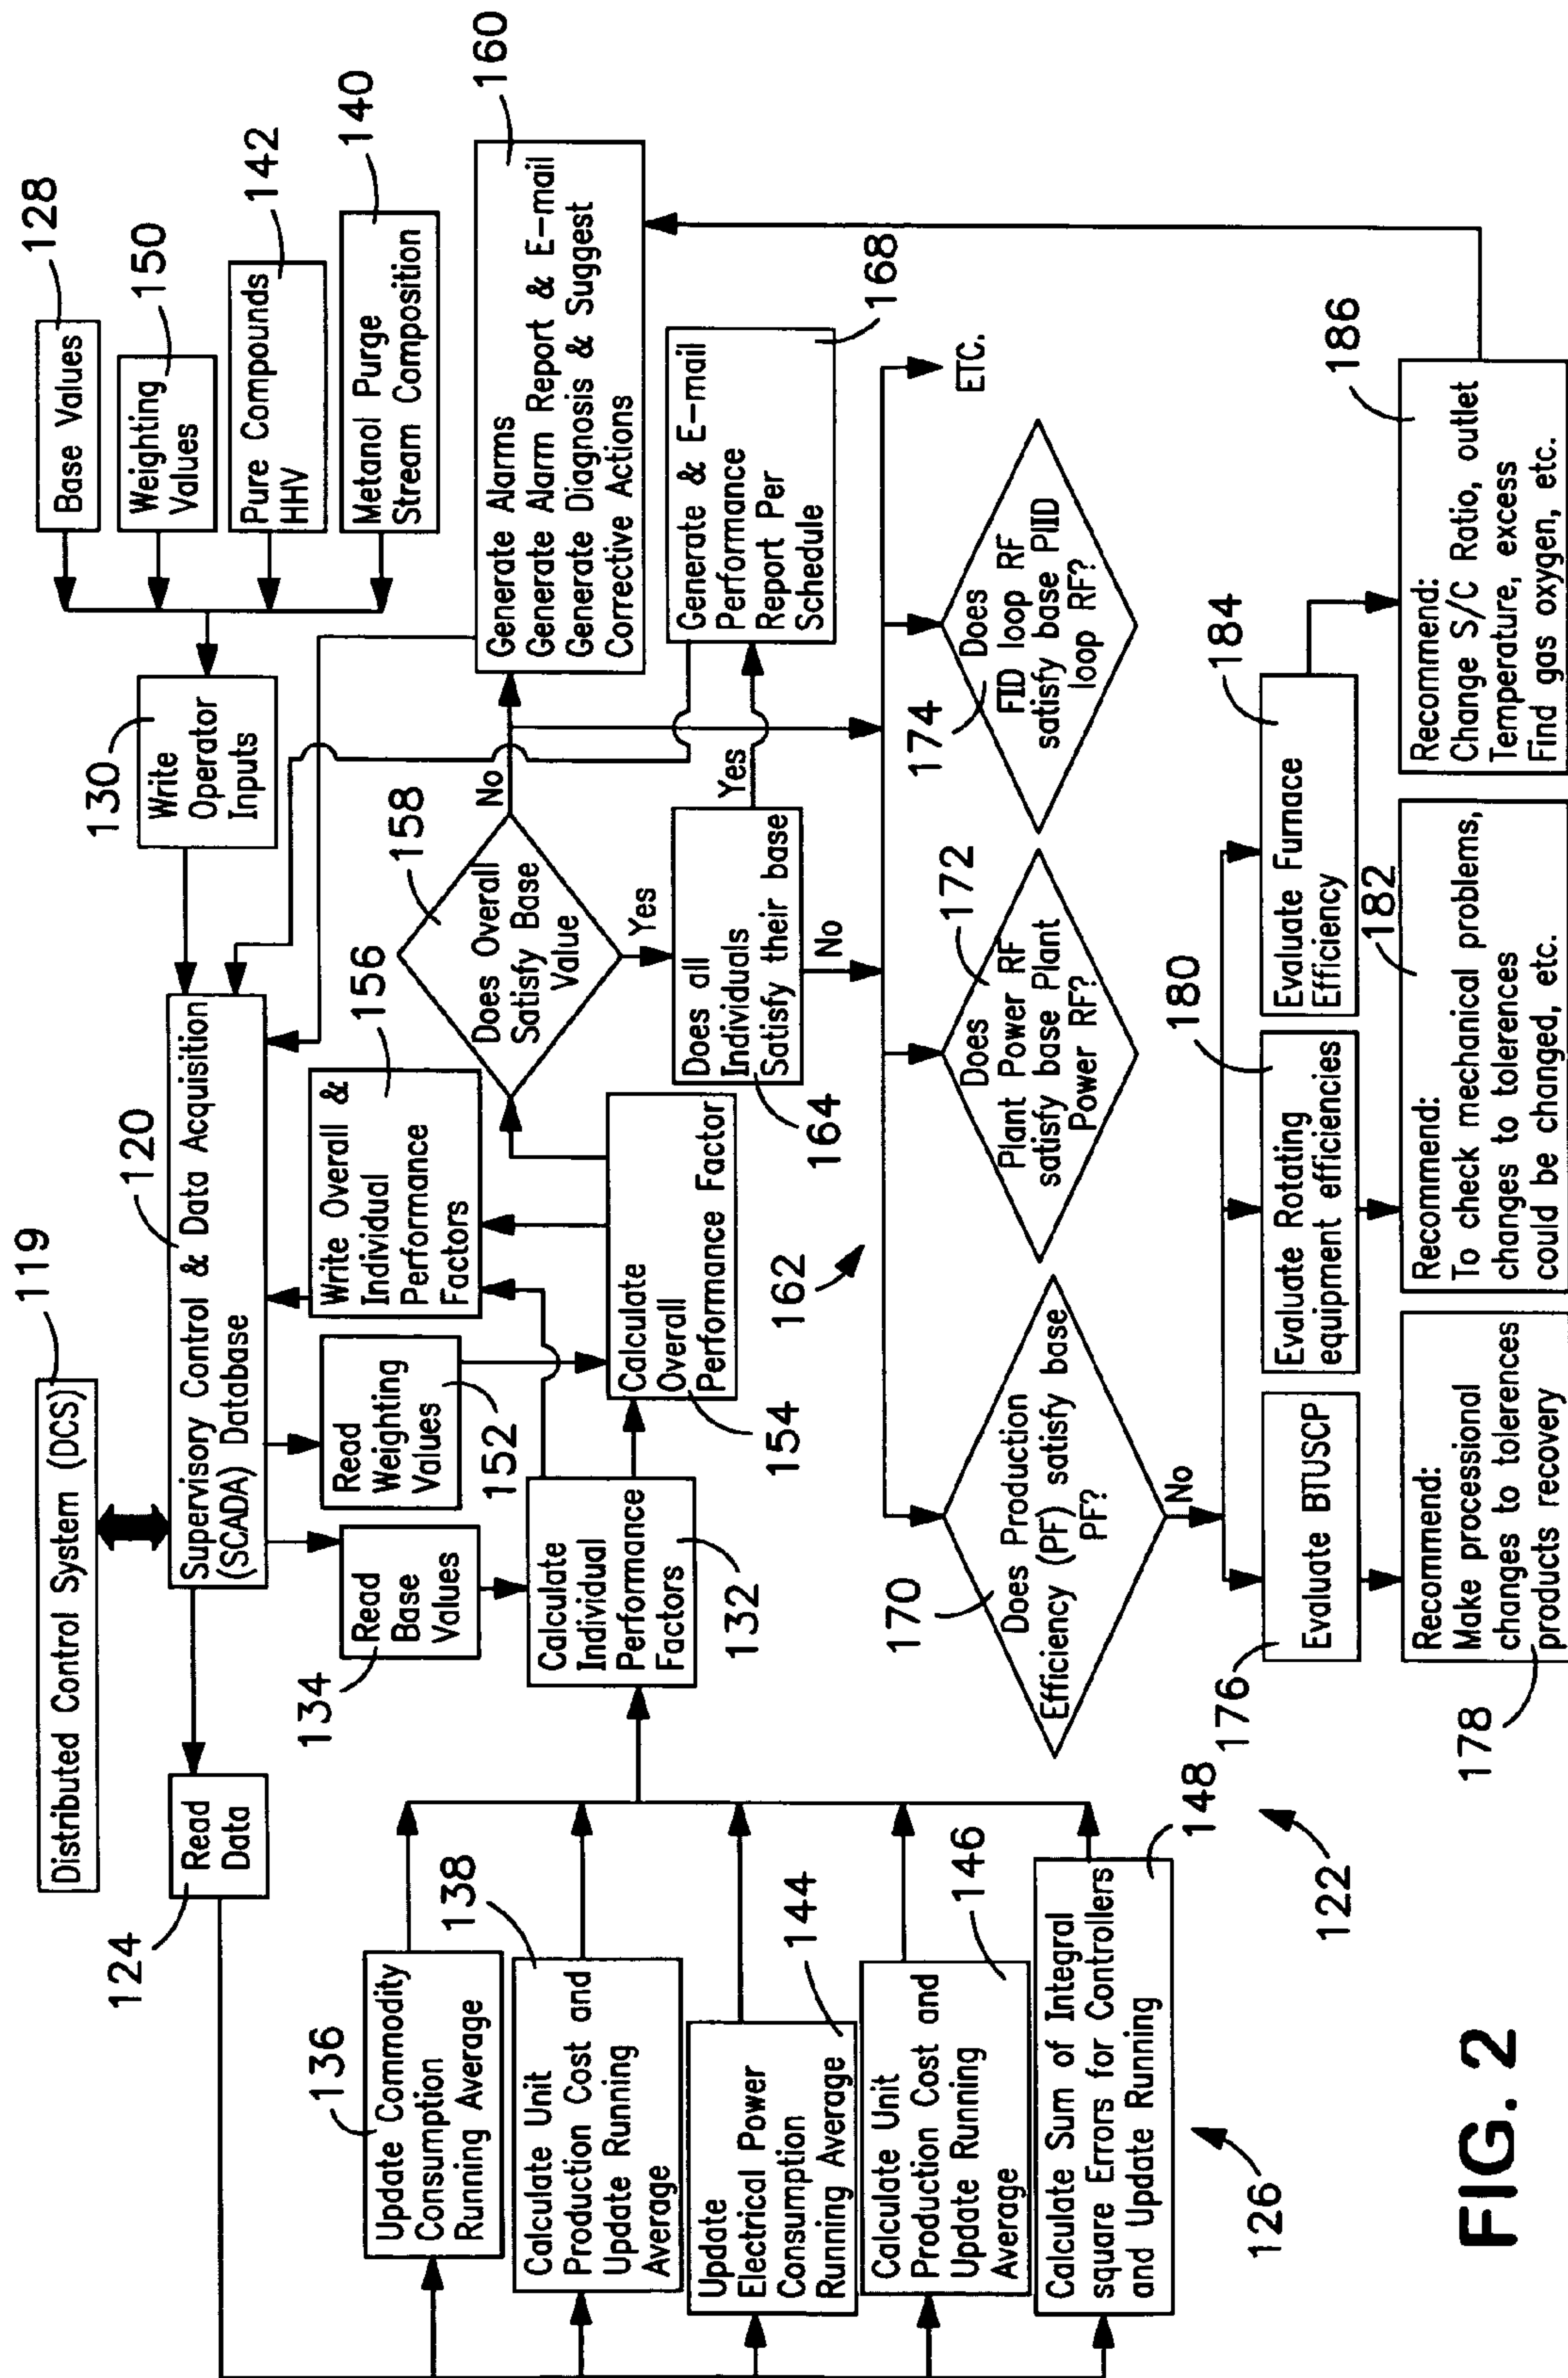 Distributed Control System (DCS)
119
120
Supervisory Control & Data Acquisition
(SCADA) Database
124
Read
Data
130
Write
Operator
Inputs
Base Values
128
Weighting
Values
150
Pure Compounds
HHV
142
Metanol Purge
Stream Composition
140
134
Read
Base
Values
Read
Weighting
Values
152
Write Overall &
Individual
Performance
Factors
156
136
Update Commodity
Consumption
Running Average
138
Calculate Unit
Production Cost and
Update Running
Average
Update
Electrical Power
Consumption
Running Average
144
Calculate Unit
Production Cost and
Update Running
Average
146
Calculate Sum of Integral
square Errors for Controllers
and Update Running
148
126
122
Calculate
Individual
Performance
Factors
132
Calculate
Overall
Performance Factor
154
158
Does Overall
Satisfy Base
Value
No
Yes
Generate Alarms
Generate Alarm Report & E-mail
Generate Diagnosis & Suggest
Corrective Actions
160
Does all
Individuals
Satisfy their base
164
Yes
No
Generate & E-mail
Performance
Report Per
Schedule
168
162
170
Does Production
Efficiency (PF) satisfy base
PF?
No
172
Does
Plant Power RF
satisfy base Plant
Power RF?
174
Does
FID loop RF
satisfy base PIID
loop RF?
ETC.
176
Evaluate BTUSCP
180
Evaluate Rotating
equipment efficiencies
184
Evaluate Furnace
Efficiency
178
Recommend:
Make processional
changes to tolerences
products recovery
182
Recommend:
To check mechanical problems,
changes to tolerences
could be changed, etc.
186
Recommend:
Change S/C Ratio, outlet
Temperature, excess
Find gas oxygen, etc.
FIG. 2